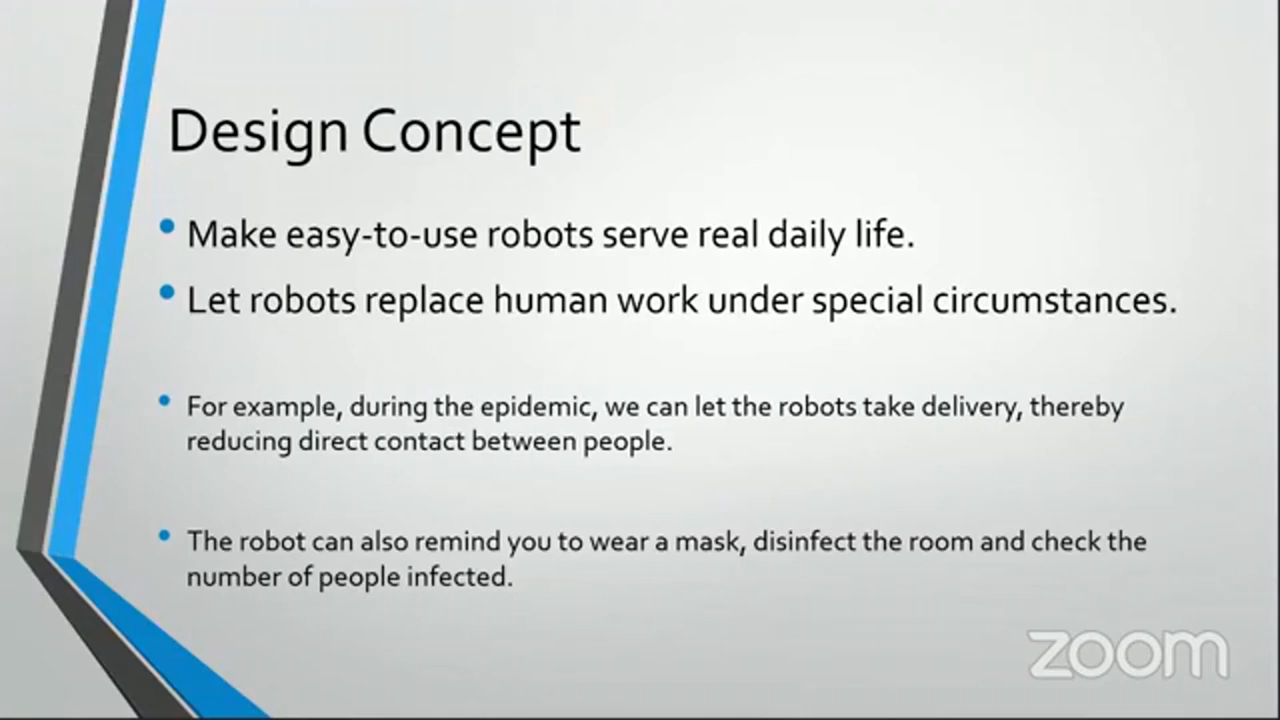 Design Concept
• Make easy-to-use robots serve real daily life.
• Let robots replace human work under special circumstances.
• For example, during the epidemic, we can let the robots take delivery, thereby
reducing direct contact between people.
• The robot can also remind you to wear a mask, disinfect the room and check the
number of people infected.
zoom